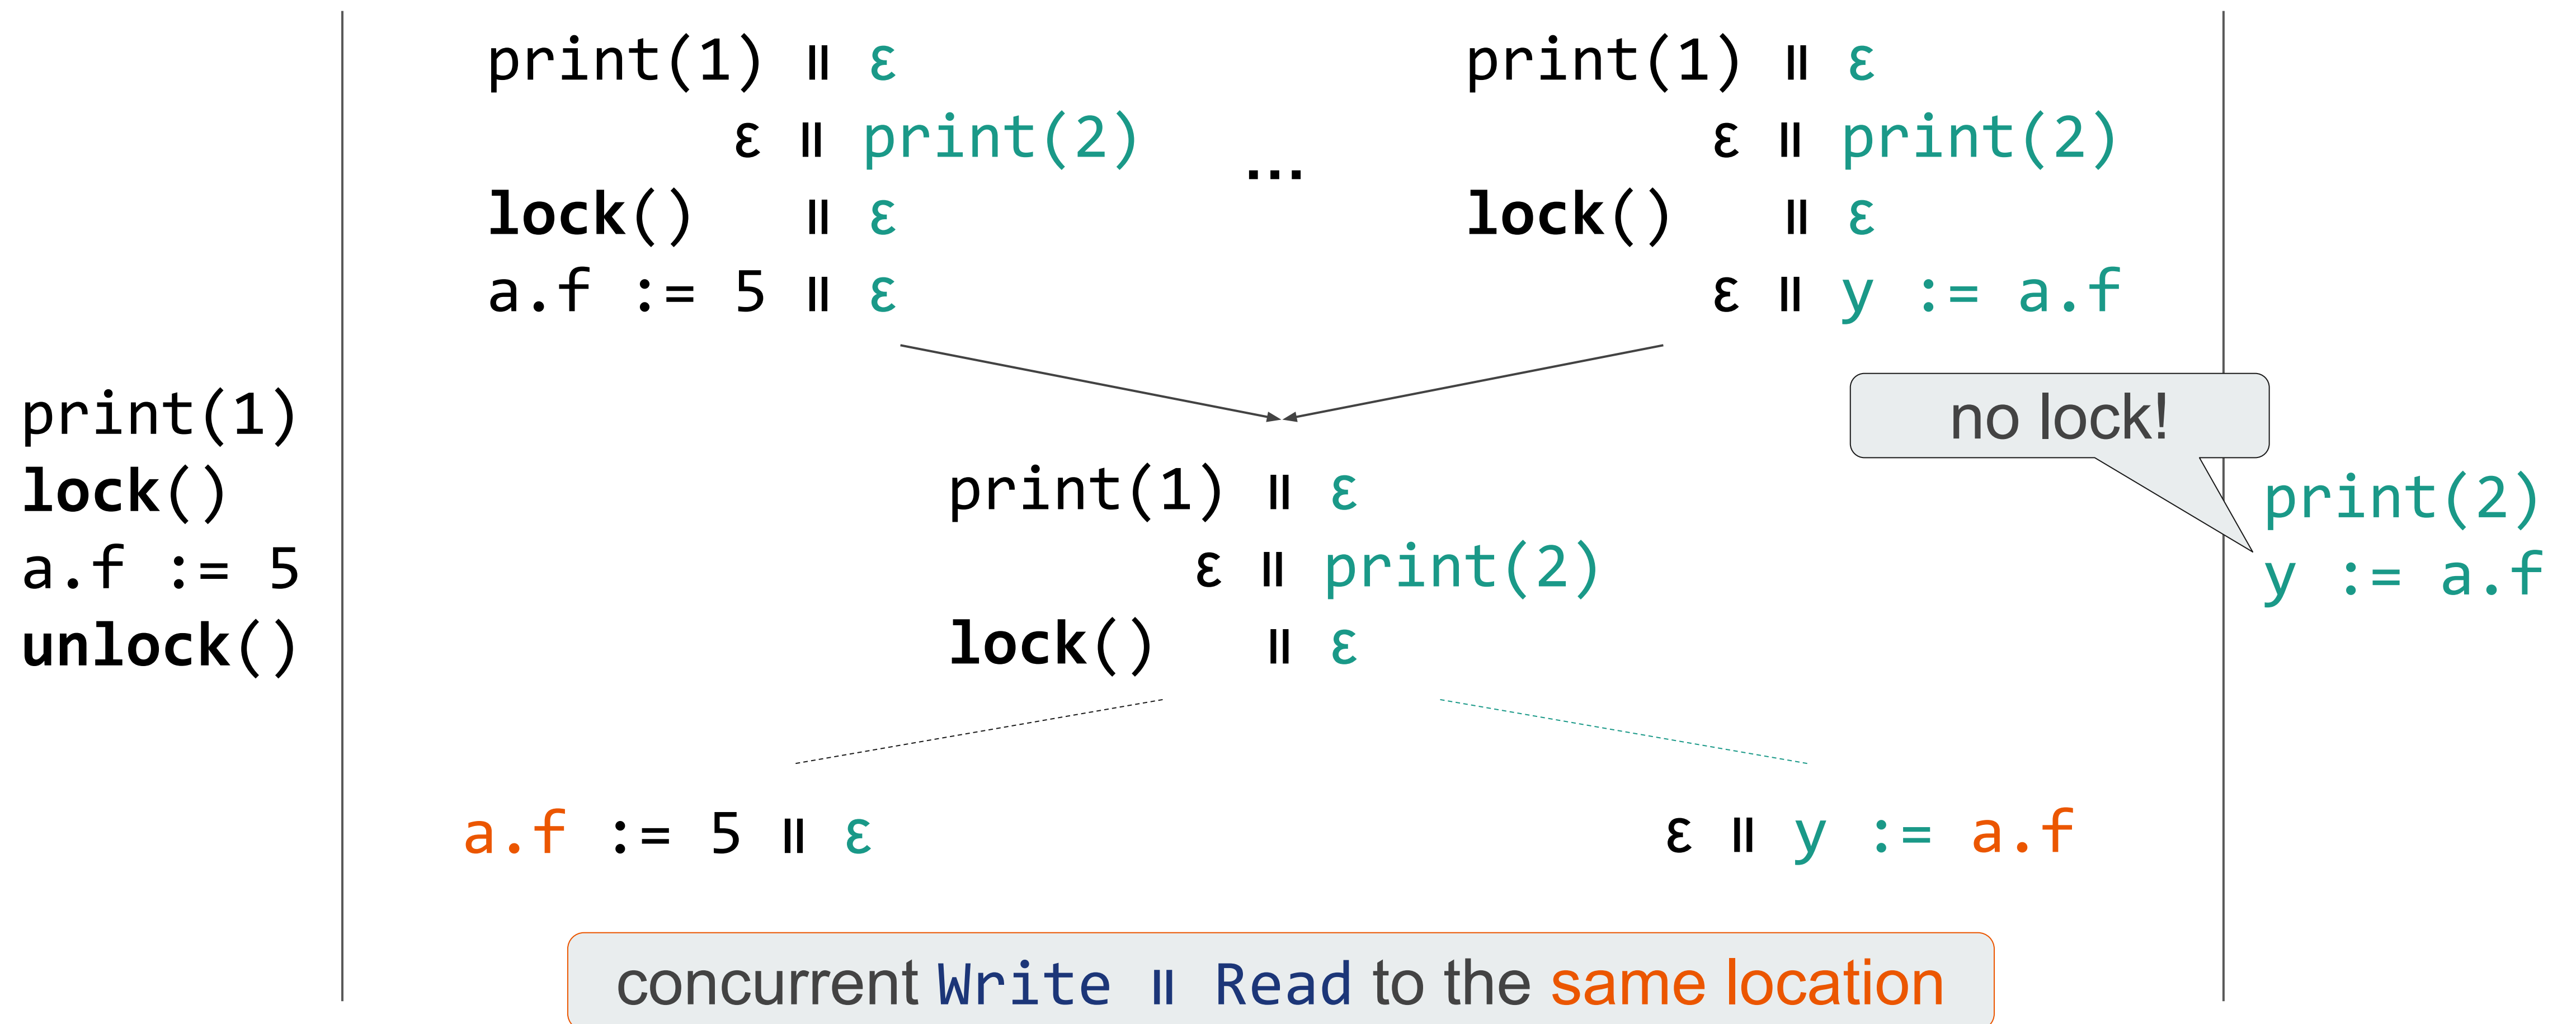 print(1)
lock()
a.f := 5
unlock()
print(1) || ε
ε || print(2)
lock() || ε
a.f := 5 || ε
...
print(1) || ε
ε || print(2)
lock() || ε
ε || y := a.f
print(1) || ε
ε || print(2)
lock() || ε
a.f := 5 || ε
ε || y := a.f
concurrent Write || Read to the same location
no lock!
print(2)
y := a.f